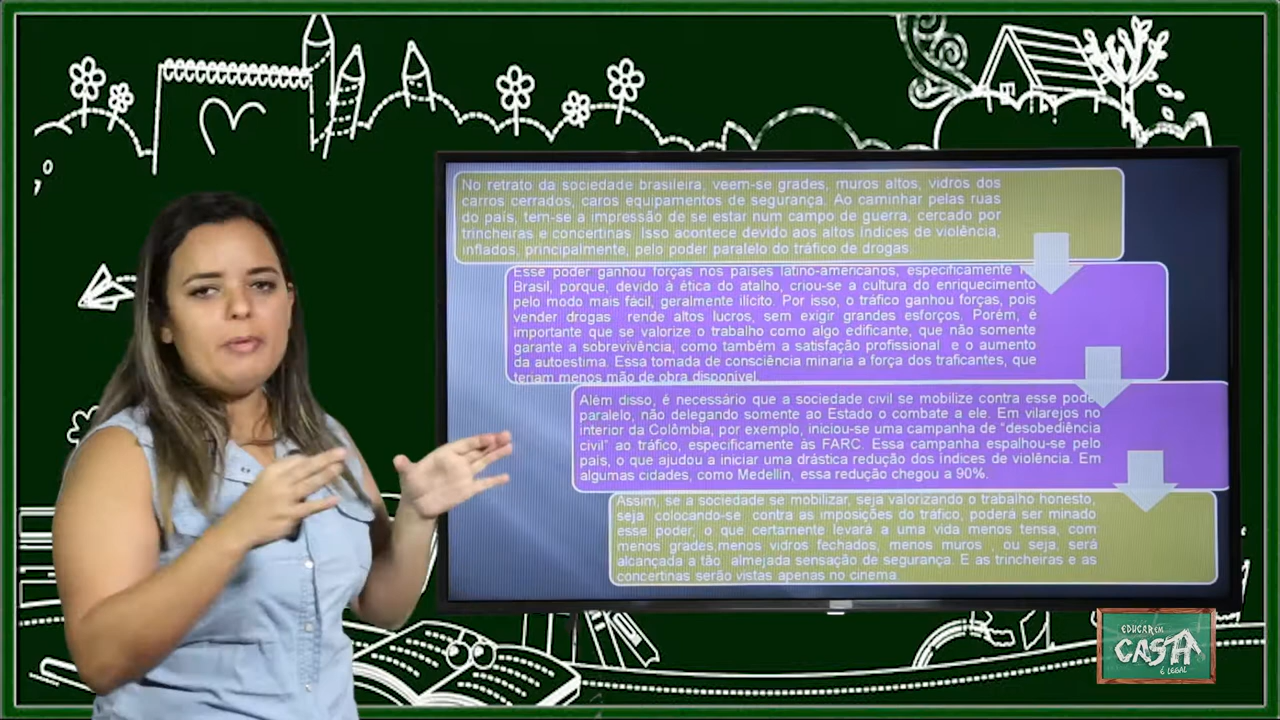 No retrato da sociedade brasileira, veem-se grades, muros altos, vidros dos
carros cerrados, caros equipamentos de segurança. Ao caminhar pelas ruas
do país, tem-se a impressão de se estar num campo de guerra, cercado por
trincheiras e concertinas. Isso acontece devido aos altos índices de violência,
inflados, principalmente, pelo poder paralelo do tráfico de drogas
Esse poder ganhou forças nos países latino-americanos, especificamente
Brasil, porque, devido à ética do atalho, criou-se a cultura do enriquecimento
pelo modo mais fácil, geralmente ilícito. Por isso, o tráfico ganhou forças, pois
vender drogas rende altos lucros, sem exigir grandes esforços. Porém, é
importante que se valorize o trabalho como algo edificante, que não somente
garante a sobrevivência, como também a satisfação profissional e o aumento
da autoestima. Essa tomada de consciência minaria a força dos traficantes, que
teriam menos mão de obra disponível.
Além disso, é necessário que a sociedade civil se mobilize contra esse poder
paralelo, não delegando somente ao Estado o combate a ele. Em vilarejos no
interior da Colômbia, por exemplo, iniciou-se uma campanha de “desobediência
civil” ao tráfico, especificamente às FARC. Essa campanha espalhou-se pelo
país, o que ajudou a iniciar uma drástica redução dos índices de violência. Em
algumas cidades, como Medellín, essa redução chegou a 90%.
Assim, se a sociedade se mobilizar, seja valorizando o trabalho honesto,
seja colocando-se contra as imposições do tráfico, poderá ser minado
esse poder, o que certamente levará a uma vida menos tensa, com
menos grades,menos vidros fechados, menos muros , ou seja, será
alcançada a tão almejada sensação de segurança. E as trincheiras e as
concertinas serão vistas apenas no cinema.
EDUCAR EM
CASA
É LEGAL